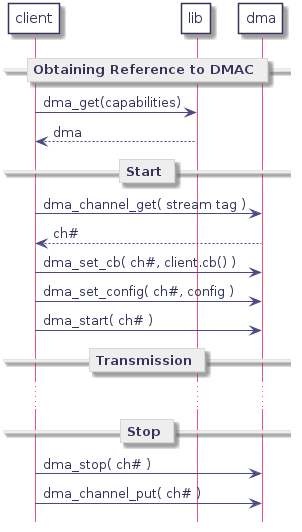 client lib dma
Obtaining Reference to DMAC
dma_get(capabilities)
dma
Start
dma_channel_get( stream tag )
ch#
dma_set_cb( ch#, client.cb() )
dma_set_config( ch#, config )
dma_start( ch# )
Transmission
Stop
dma_stop( ch# )
dma_channel_put( ch# )